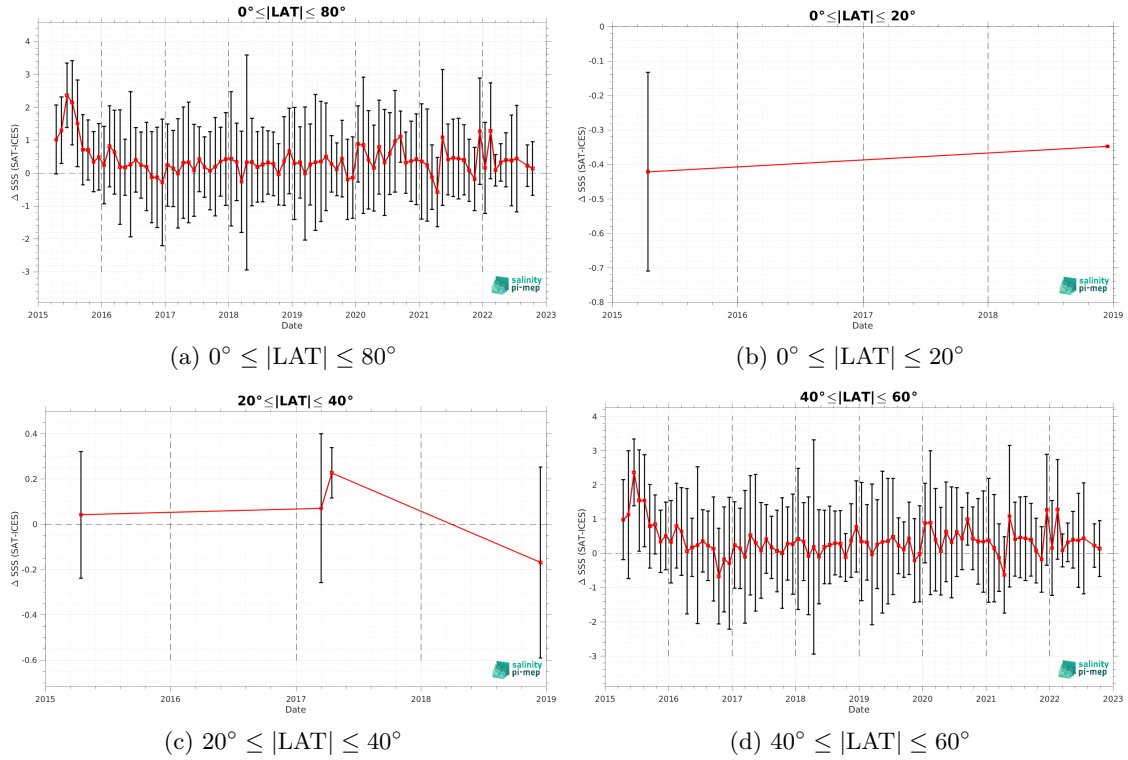 0°≤|LAT|≤ 80°
4
3
2
1
0
-1
-2
-3
Δ SSS (SAT-ICES)
2015 2016 2017 2018 2019 2020 2021 2022 2023
Date
salinity
pi-mep
(a) 0° ≤ |LAT| ≤ 80°
0°≤|LAT|≤ 20°
0
-0.1
-0.2
-0.3
-0.4
-0.5
-0.6
-0.7
-0.8
Δ SSS (SAT-ICES)
2015 2016 2017 2018 2019
Date
salinity
pi-mep
(b) 0° ≤ |LAT| ≤ 20°
20°≤|LAT|≤ 40°
0.4
0.2
0
-0.2
-0.4
-0.6
Δ SSS (SAT-ICES)
2015 2016 2017 2018 2019
Date
salinity
pi-mep
(c) 20° ≤ |LAT| ≤ 40°
40°≤|LAT|≤ 60°
4
3
2
1
0
-1
-2
-3
Δ SSS (SAT-ICES)
2015 2016 2017 2018 2019 2020 2021 2022 2023
Date
salinity
pi-mep
(d) 40° ≤ |LAT| ≤ 60°